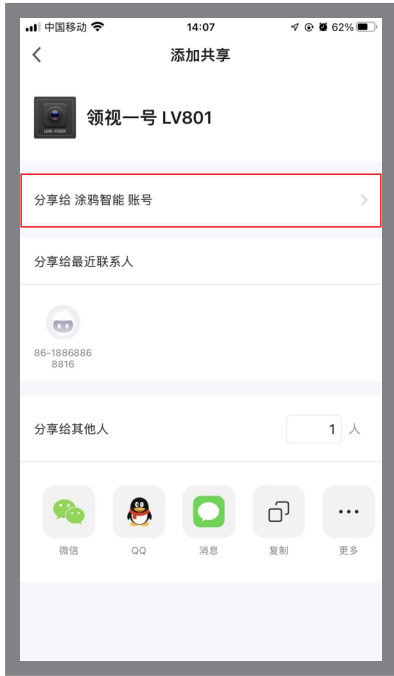 中国移动 14:07 62%
添加共享
领视一号 LV801
分享给 涂鸦智能 账号
分享给最近联系人
86-1886886
8816
分享给其他人 1 人
微信 QQ 消息 复制 更多